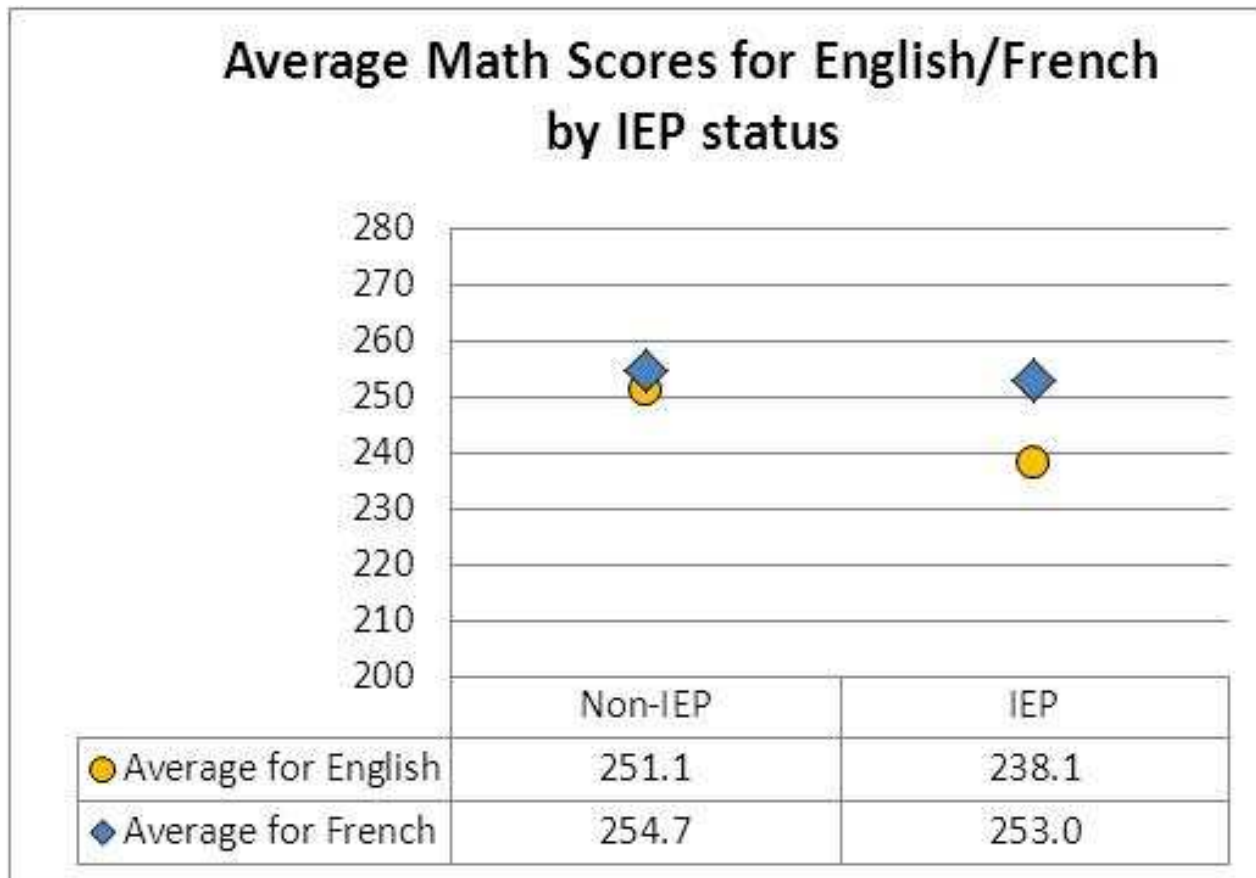 Average Math Scores for English/French
by IEP status
280
270
260
250
240
230
220
210
200
Non-IEP IEP
Average for English 251.1 238.1
Average for French 254.7 253.0